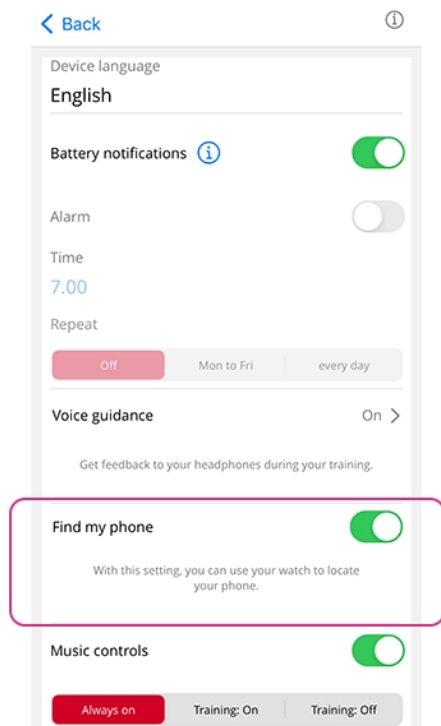 Back
Device language
English
Battery notifications
Alarm
Time
7.00
Repeat
Off Mon to Fri every day
Voice guidance On
Get feedback to your headphones during your training.
Find my phone
With this setting, you can use your watch to locate
your phone.
Music controls
Always on Training: On Training: Off